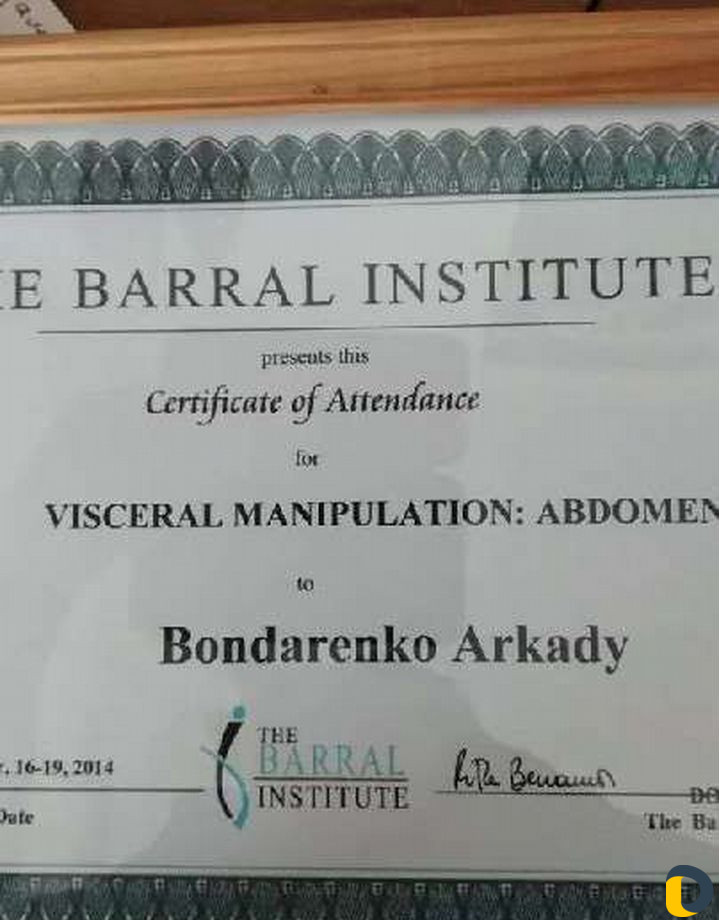 E BARRAL INSTITUTE
presents this
Certificate of Attendance
for
VISCERAL MANIPULATION: ABDOMEN
to
Bondarenko Arkady
r. 16-19, 2014
Date
THE
BARRAL
INSTITUTE
DO
The Ba